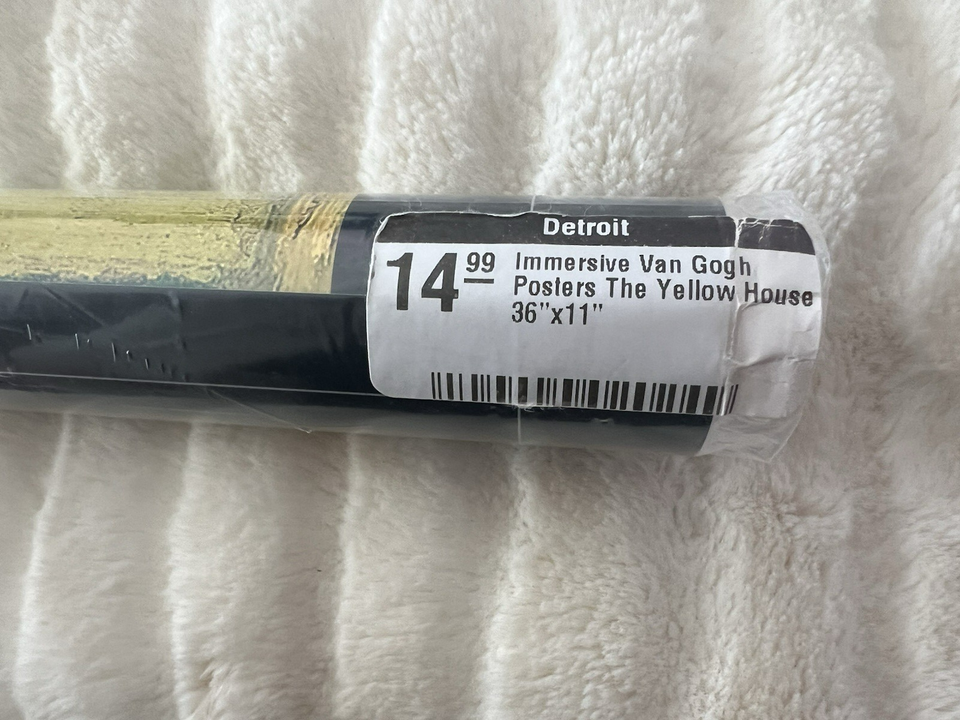 Detroit
14 99
Immersive Van Gogh
Posters The Yellow House
36"x11"